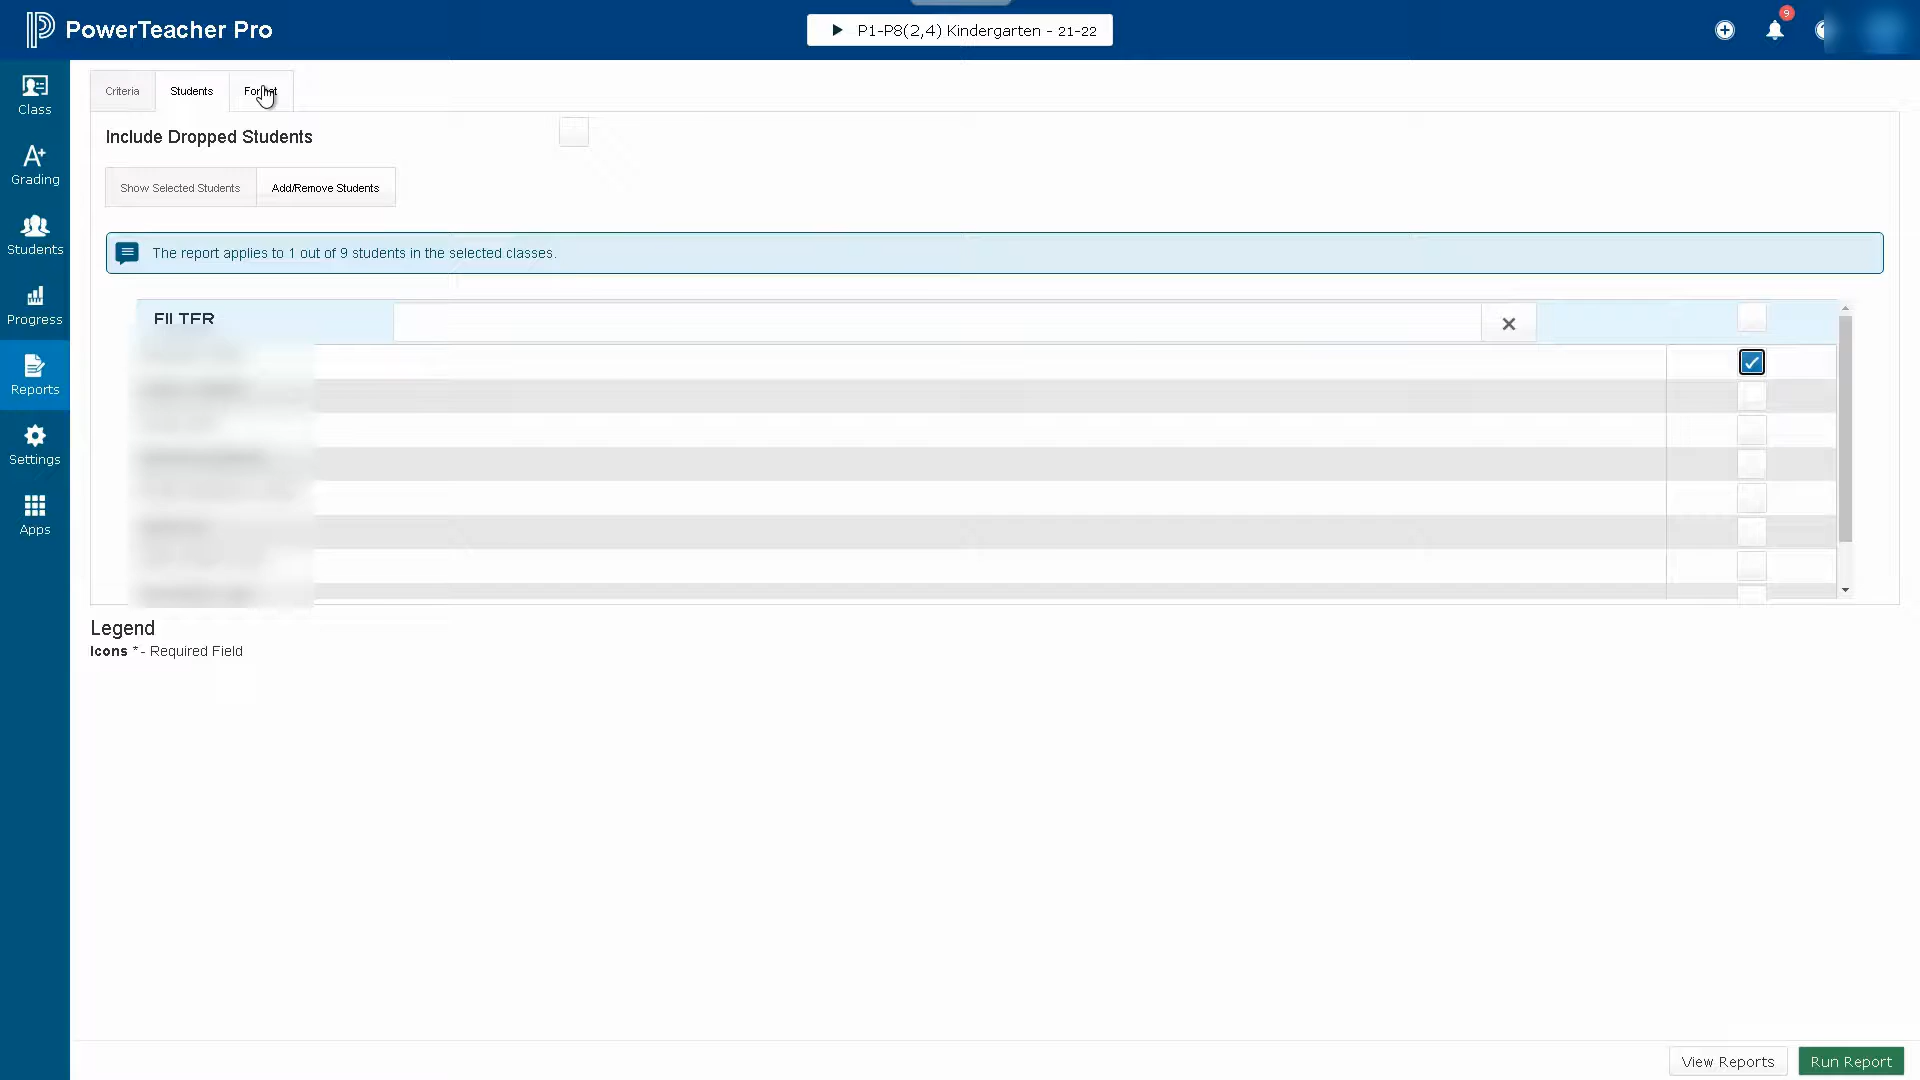 PowerTeacher Pro
P1-P8(2,4) Kindergarten - 21-22
9
Class
Grading
Students
Progress
Reports
Settings
Apps
Criteria
Students
Include Dropped Students
Show Selected Students
Add/Remove Students
The report applies to 1 out of 9 students in the selected classes.
FILTER
Legend
Icons * - Required Field
View Reports
Run Report